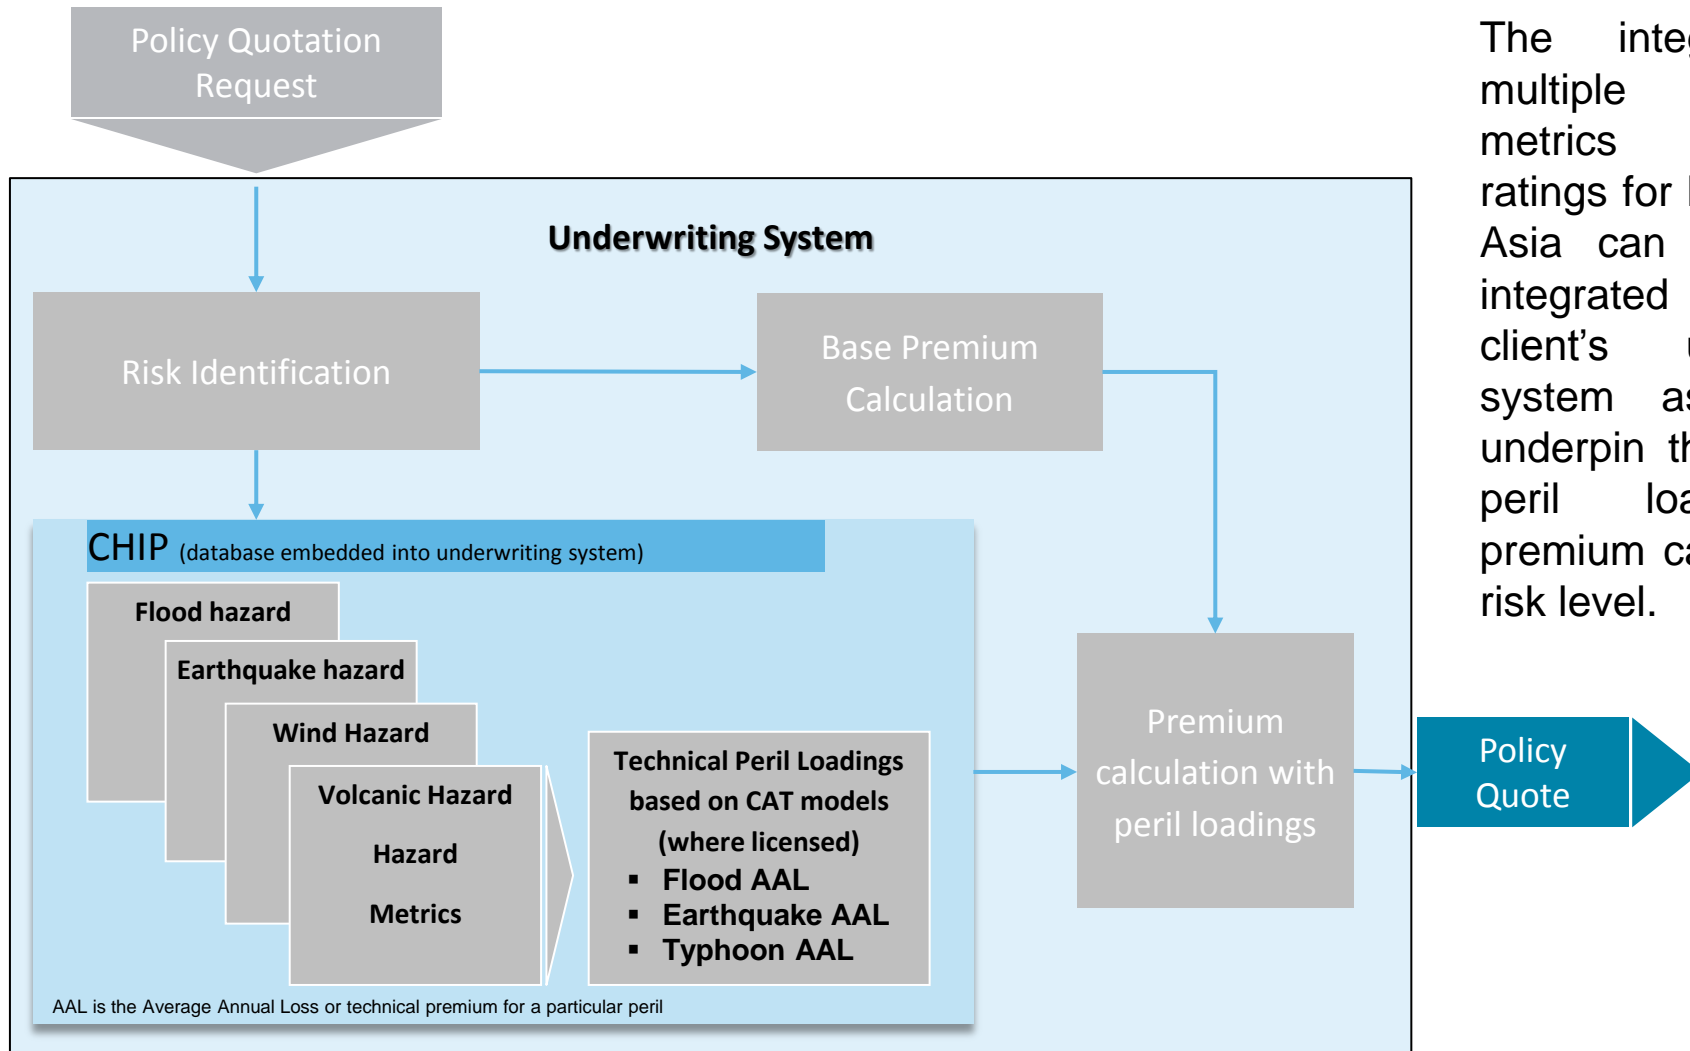 Policy Quotation
Request
Underwriting System
Risk Identification
Base Premium
Calculation
CHIP (database embedded into underwriting system)
Flood hazard
Earthquake hazard
Wind Hazard
Volcanic Hazard
Hazard
Metrics
Technical Peril Loadings
based on CAT models
(where licensed)
▪ Flood AAL
▪ Earthquake AAL
▪ Typhoon AAL
AAL is the Average Annual Loss or technical premium for a particular peril
Premium
calculation with
peril loadings
Policy
Quote
The
multiple
metrics
ratings for
Asia can
integrated
client’s
system
underpin
peril
premium
risk level.